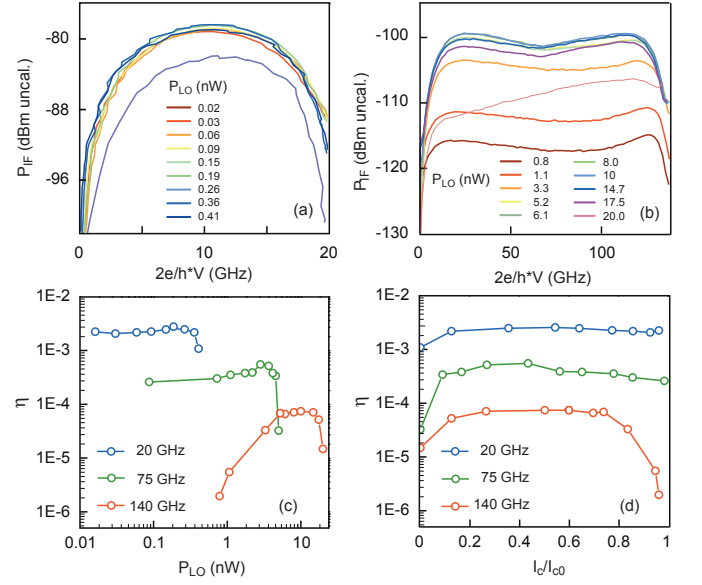 -80
-88
-96
P_IF (dBm uncal.)
P_LO (nW)
0.02
0.03
0.06
0.09
0.15
0.19
0.26
0.36
0.41
(a)
0
10
20
2e/h*V (GHz)
-100
-110
-120
-130
P_IF (dBm uncal.)
P_LO (nW)
0.8
1.1
3.3
5.2
6.1
8.0
10
14.7
17.5
20.0
(b)
0
50
100
2e/h*V (GHz)
1E-2
1E-3
1E-4
1E-5
1E-6
η
20 GHz
75 GHz
140 GHz
(c)
0.01
0.1
1
10
P_LO (nW)
1E-2
1E-3
1E-4
1E-5
1E-6
η
20 GHz
75 GHz
140 GHz
(d)
0
0.2
0.4
0.6
0.8
1
I_c/I_c0